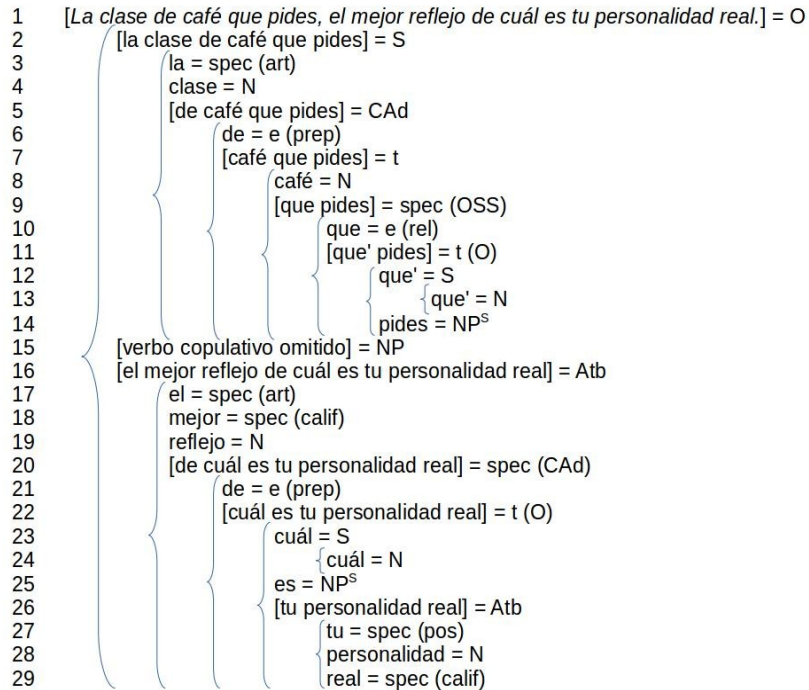 1 [La clase de café que pides, el mejor reflejo de cuál es tu personalidad real.] = O
2 [la clase de café que pides] = S
3 la = spec (art)
4 clase = N
5 [de café que pides] = CAd
6 de = e (prep)
7 [café que pides] = t
8 café = N
9 [que pides] = spec (OSS)
10 que = e (rel)
11 [que' pides] = t (O)
12 que' = S
13 que' = N
14 pides = NPˢ
15 [verbo copulativo omitido] = NP
16 [el mejor reflejo de cuál es tu personalidad real] = Atb
17 el = spec (art)
18 mejor = spec (calif)
19 reflejo = N
20 [de cuál es tu personalidad real] = spec (CAd)
21 de = e (prep)
22 [cuál es tu personalidad real] = t (O)
23 cuál = S
24 cuál = N
25 es = NPˢ
26 [tu personalidad real] = Atb
27 tu = spec (pos)
28 personalidad = N
29 real = spec (calif)